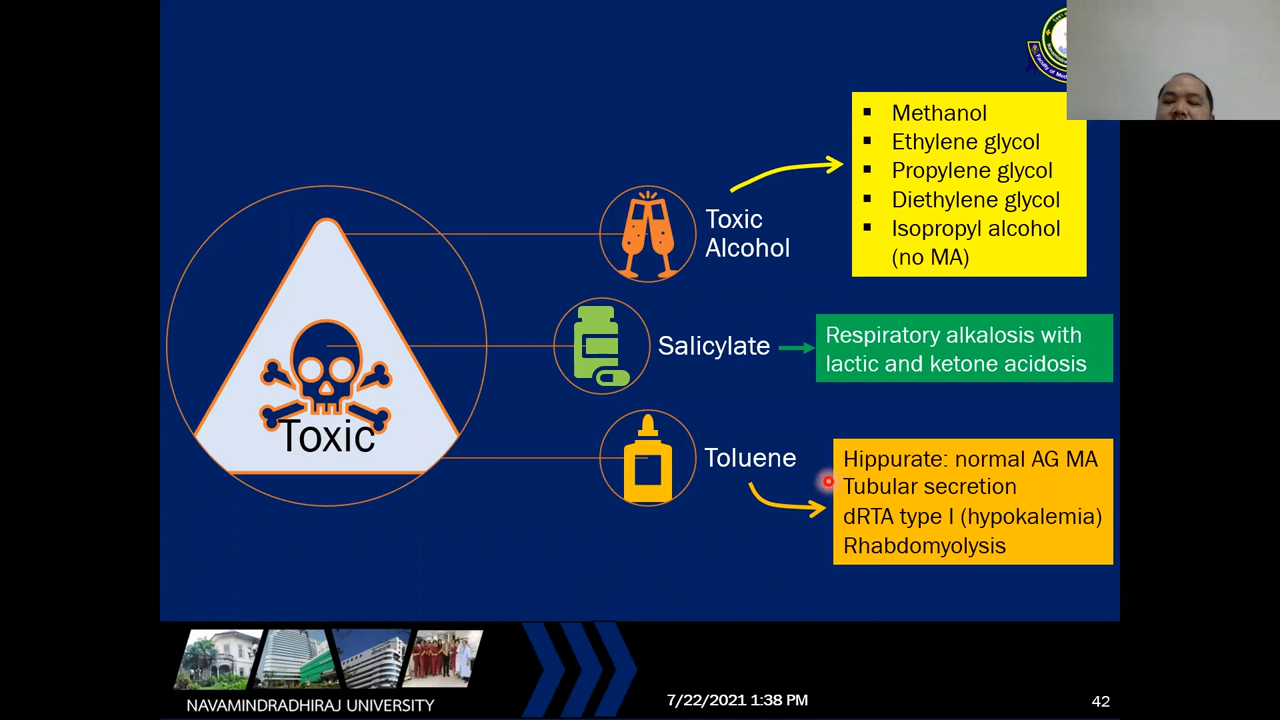 Methanol
Ethylene glycol
Propylene glycol
Diethylene glycol
Isopropyl alcohol
(no MA)
Toxic
Alcohol
Salicylate
Respiratory alkalosis with
lactic and ketone acidosis
Toxic
Toluene
Hippurate: normal AG MA
Tubular secretion
dRTA type I (hypokalemia)
Rhabdomyolysis
NAVAMINDRADHIRAJ UNIVERSITY
7/22/2021 1:38 PM
42